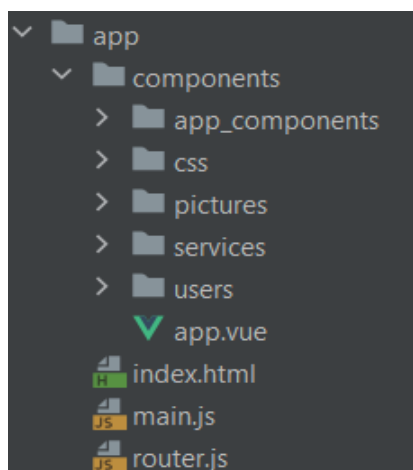 app
components
app_components
css
pictures
services
users
app.vue
index.html
main.js
router.js